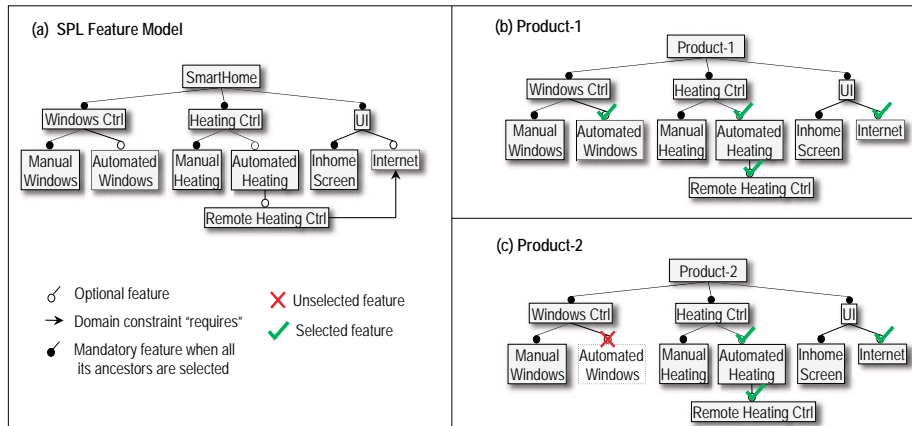 (a) SPL Feature Model
SmartHome
Windows Ctrl
Heating Ctrl
UI
Manual
Windows
Automated
Windows
Manual
Heating
Automated
Heating
Inhome
Screen
Internet
Remote Heating Ctrl
Optional feature
Domain constraint "requires"
Mandatory feature when all
its ancestors are selected
Unselected feature
Selected feature
(b) Product-1
Product-1
Windows Ctrl
Heating Ctrl
UI
Manual
Windows
Automated
Windows
Manual
Heating
Automated
Heating
Inhome
Screen
Internet
Remote Heating Ctrl
(c) Product-2
Product-2
Windows Ctrl
Heating Ctrl
UI
Manual
Windows
Automated
Windows
Manual
Heating
Automated
Heating
Inhome
Screen
Internet
Remote Heating Ctrl